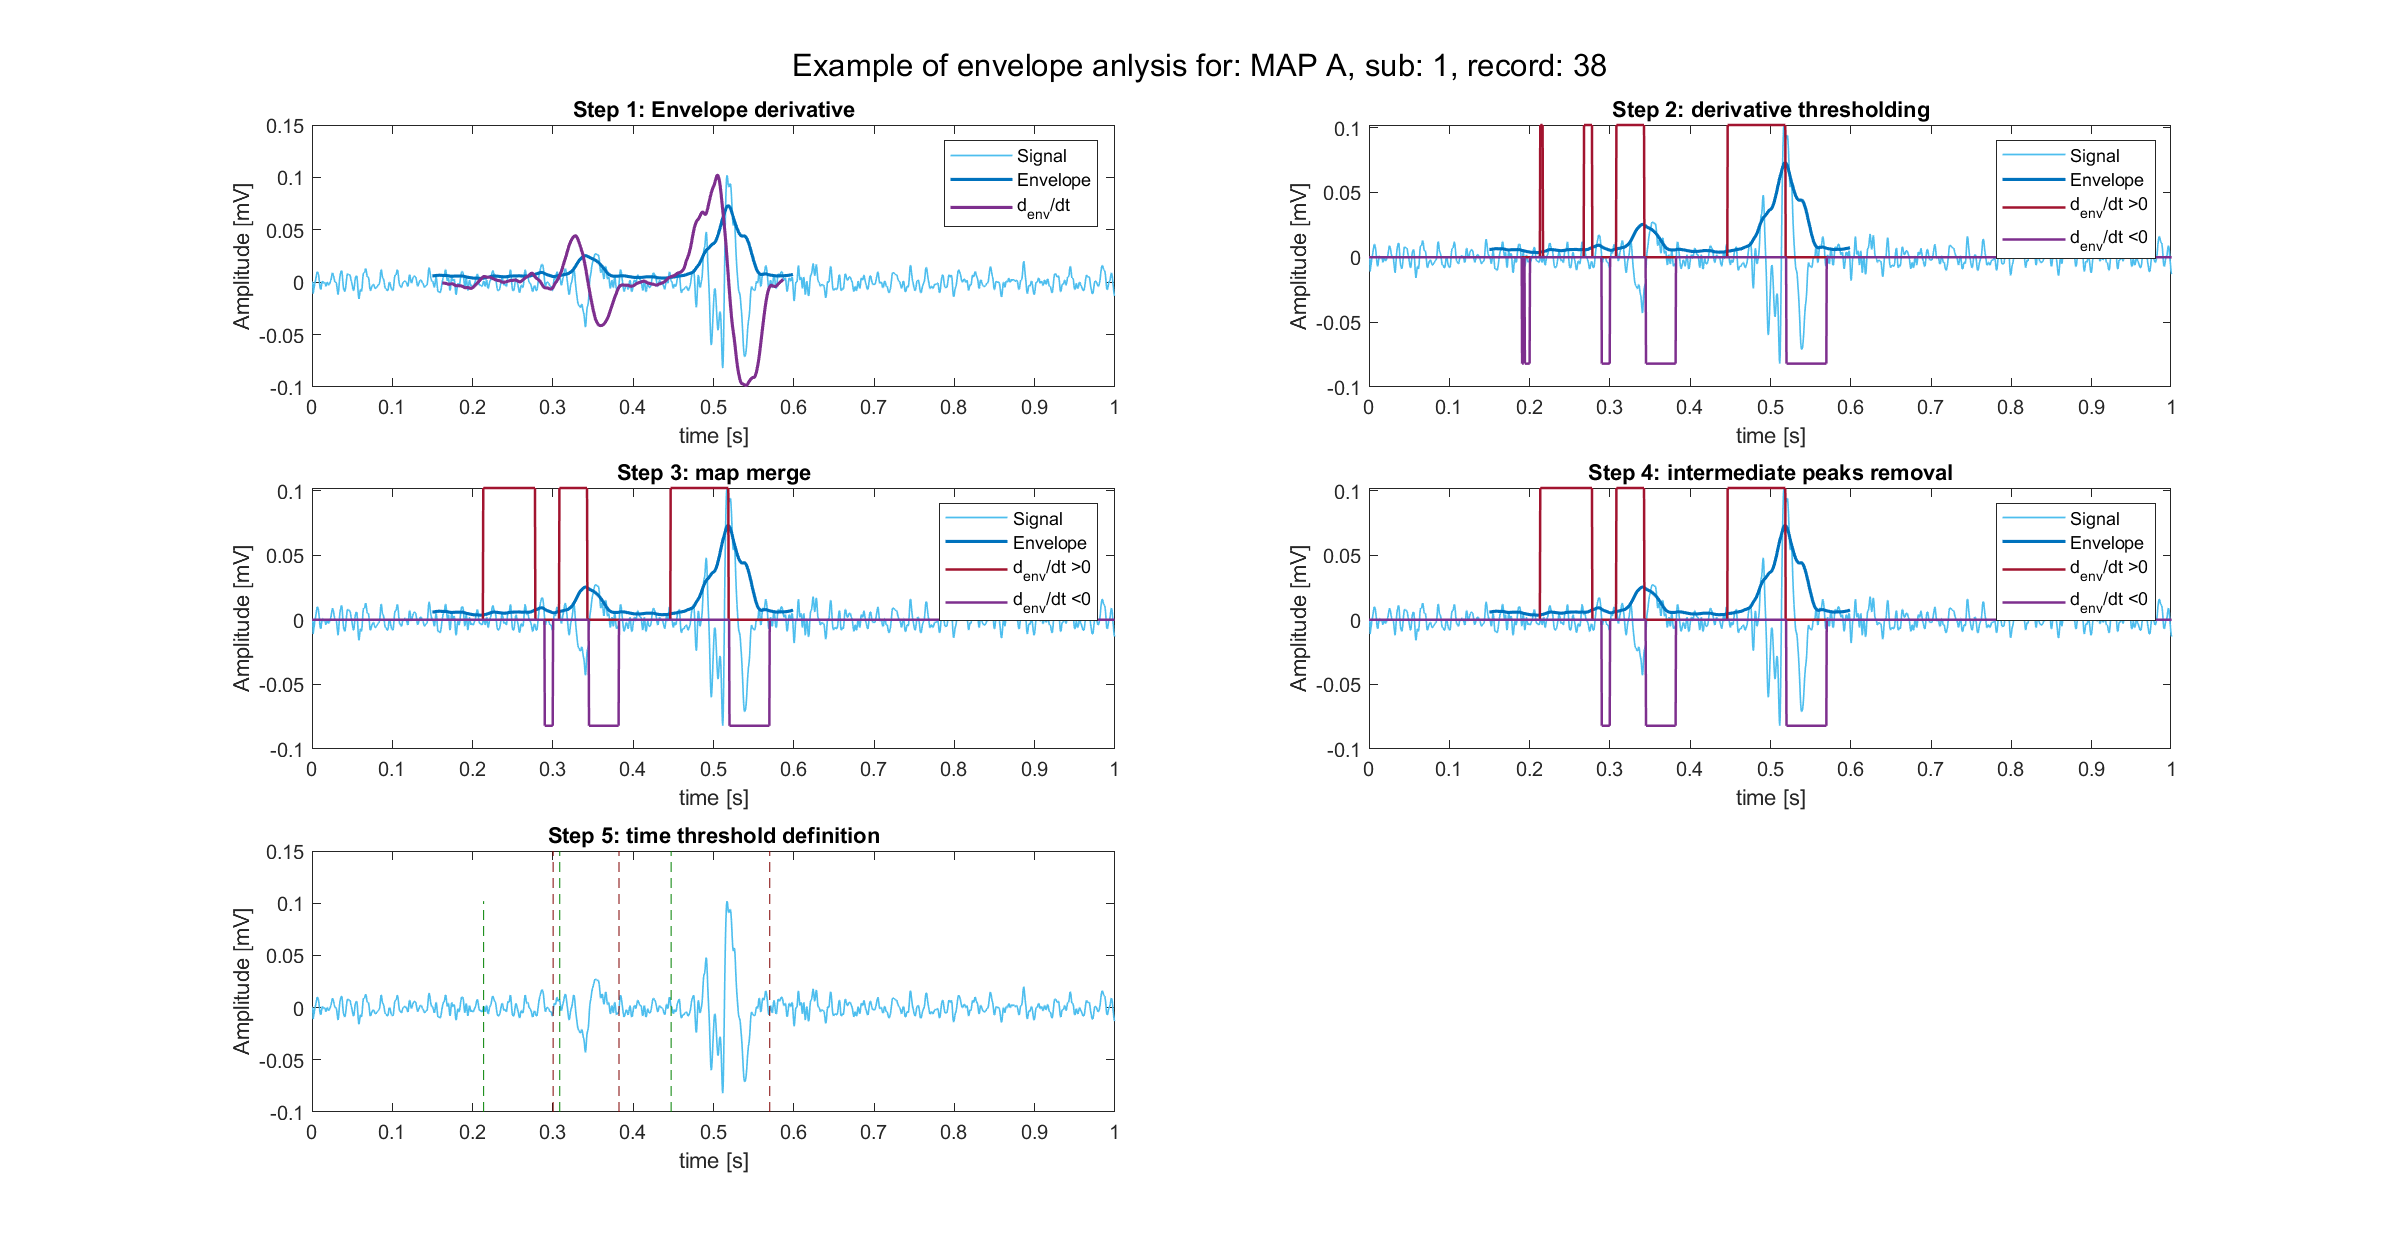 Example of envelope anlysis for: MAP A, sub: 1, record: 38
Step 1: Envelope derivative
0.15
0.1
0.05
0
-0.05
-0.1
Amplitude [mV]
0 0.1 0.2 0.3 0.4 0.5 0.6 0.7 0.8 0.9 1
time [s]
Signal
Envelope
d_env/dt
Step 2: derivative thresholding
0.1
0.05
0
-0.05
-0.1
Amplitude [mV]
0 0.1 0.2 0.3 0.4 0.5 0.6 0.7 0.8 0.9 1
time [s]
Signal
Envelope
d_env/dt >0
d_env/dt <0
Step 3: map merge
0.1
0.05
0
-0.05
-0.1
Amplitude [mV]
0 0.1 0.2 0.3 0.4 0.5 0.6 0.7 0.8 0.9 1
time [s]
Signal
Envelope
d_env/dt >0
d_env/dt <0
Step 4: intermediate peaks removal
0.1
0.05
0
-0.05
-0.1
Amplitude [mV]
0 0.1 0.2 0.3 0.4 0.5 0.6 0.7 0.8 0.9 1
time [s]
Signal
Envelope
d_env/dt >0
d_env/dt <0
Step 5: time threshold definition
0.15
0.1
0.05
0
-0.05
-0.1
Amplitude [mV]
0 0.1 0.2 0.3 0.4 0.5 0.6 0.7 0.8 0.9 1
time [s]